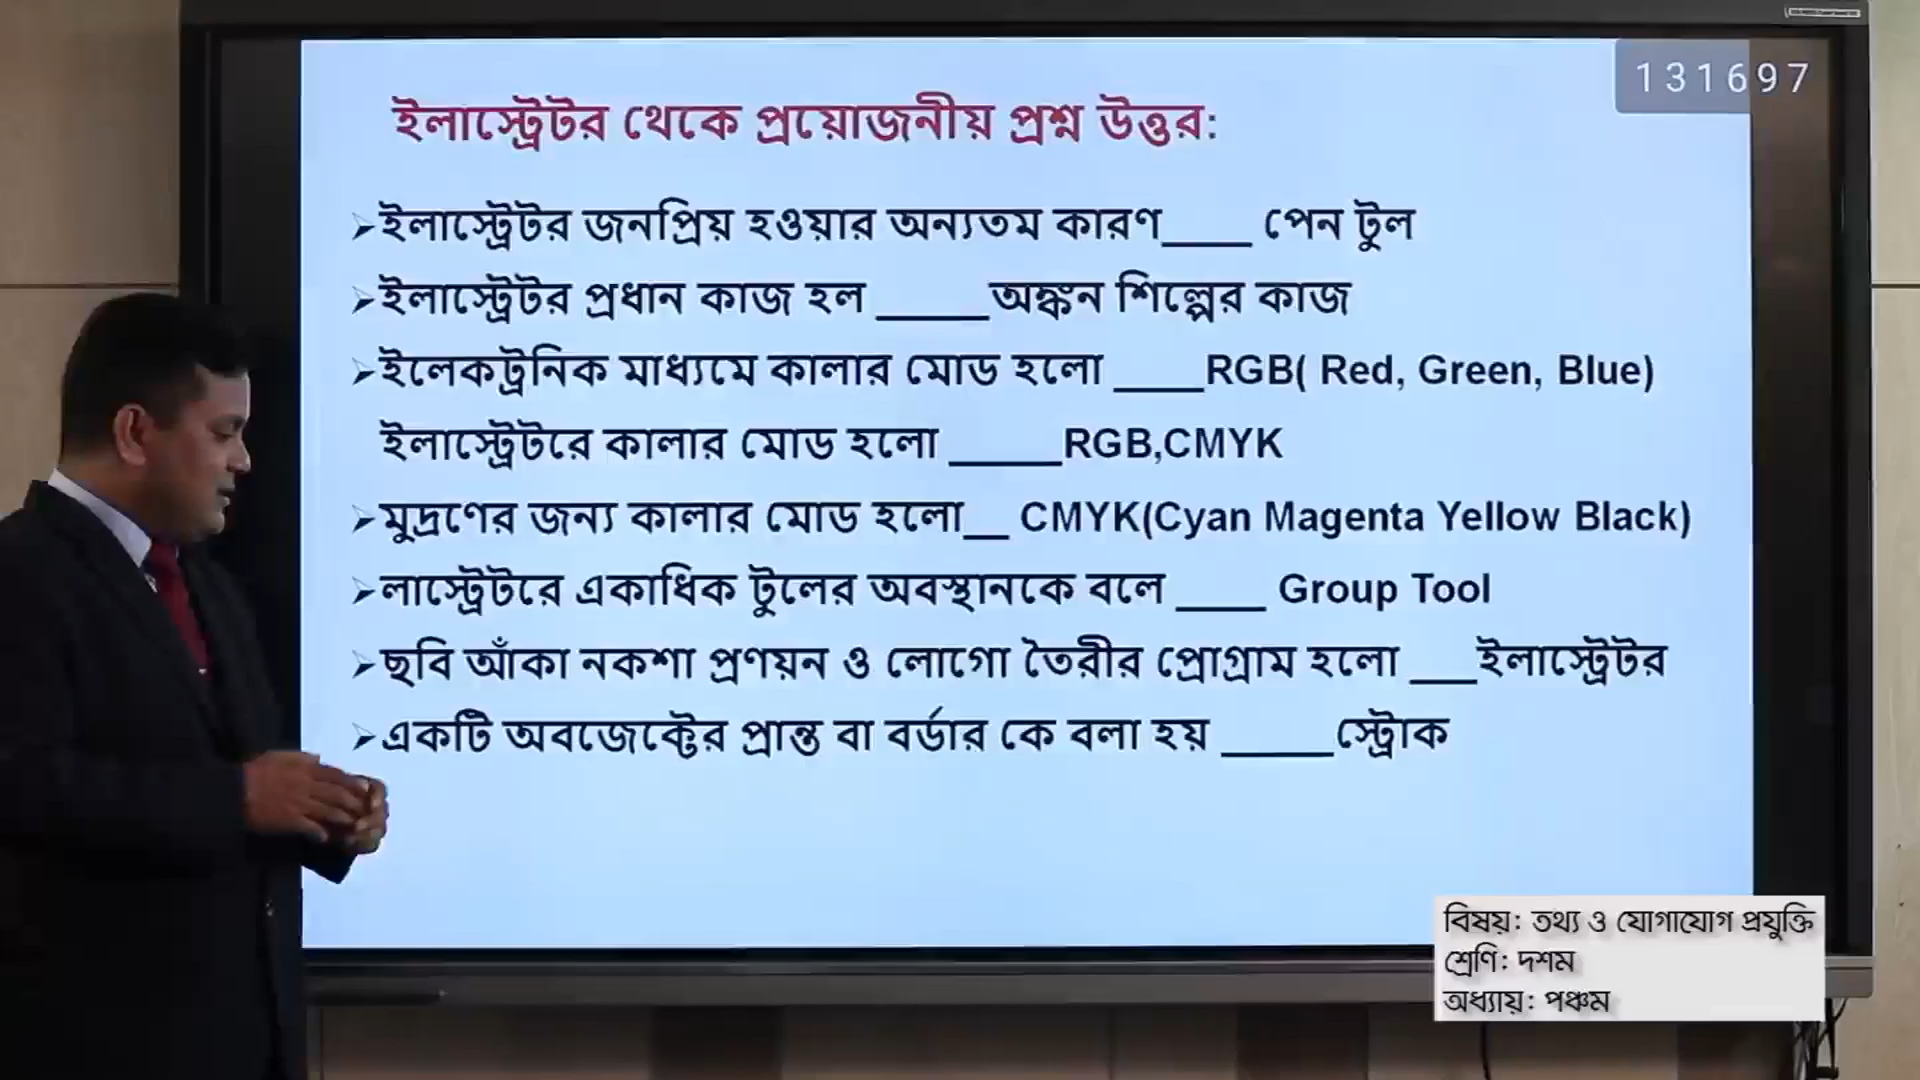 131697
ইলাস্ট্রেটর থেকে প্রয়োজনীয় প্রশ্ন উত্তর:
➢ইলাস্ট্রেটর জনপ্রিয় হওয়ার অন্যতম কারণ____ পেন টুল
➢ইলাস্ট্রেটর প্রধান কাজ হল _____অঙ্কন শিল্পের কাজ
➢ইলেকট্রনিক মাধ্যমে কালার মোড হলো ____RGB( Red, Green, Blue)
ইলাস্ট্রেটরে কালার মোড হলো _____RGB,CMYK
➢মুদ্রণের জন্য কালার মোড হলো__ CMYK(Cyan Magenta Yellow Black)
➢লাস্ট্রেটরে একাধিক টুলের অবস্থানকে বলে ____ Group Tool
➢ছবি আঁকা নকশা প্রণয়ন ও লোগো তৈরীর প্রোগ্রাম হলো ___ইলাস্ট্রেটর
➢একটি অবজেক্টের প্রান্ত বা বর্ডার কে বলা হয় _____স্ট্রোক
বিষয়: তথ্য ও যোগাযোগ প্রযুক্তি
শ্রেণি: দশম
অধ্যায়: পঞ্চম